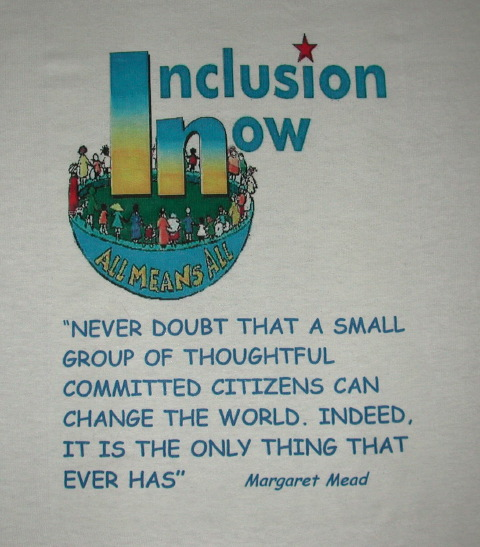 Inclusion
now
ALL MEANS ALL
"NEVER DOUBT THAT A SMALL
GROUP OF THOUGHTFUL
COMMITTED CITIZENS CAN
CHANGE THE WORLD. INDEED,
IT IS THE ONLY THING THAT
EVER HAS" Margaret Mead